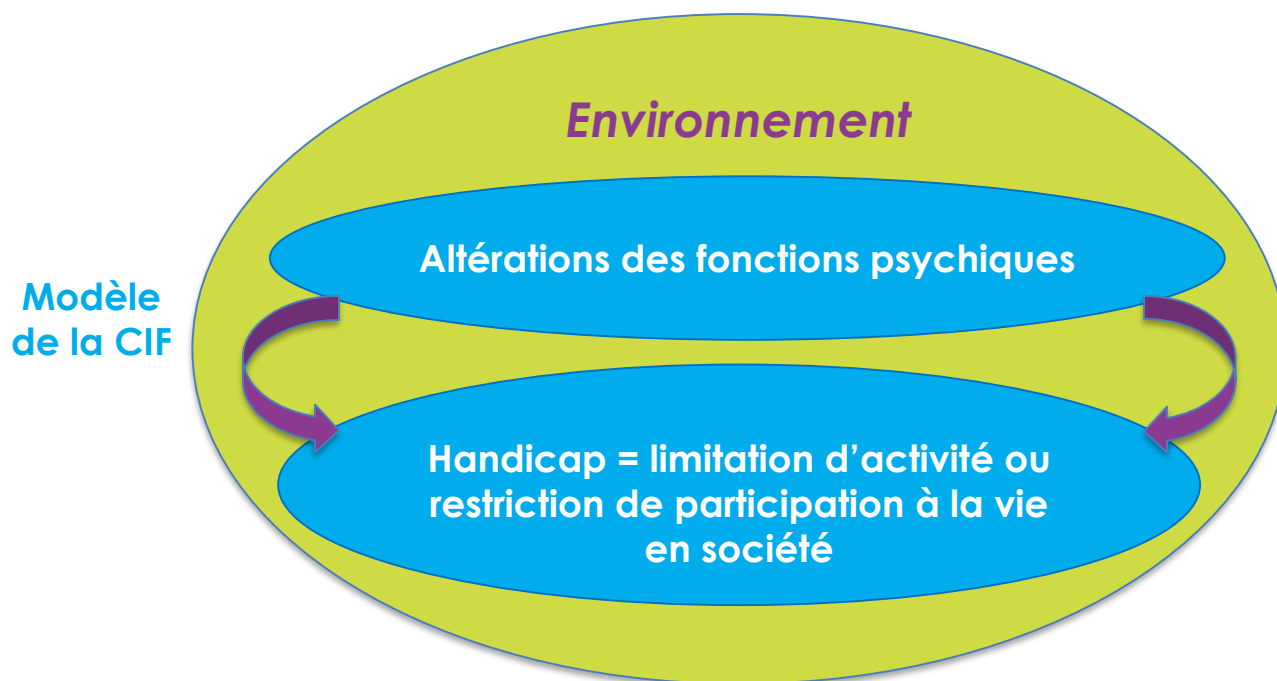 Environnement
Altérations des fonctions psychiques
Modèle
de la CIF
Handicap = limitation d’activité ou
restriction de participation à la vie
en société